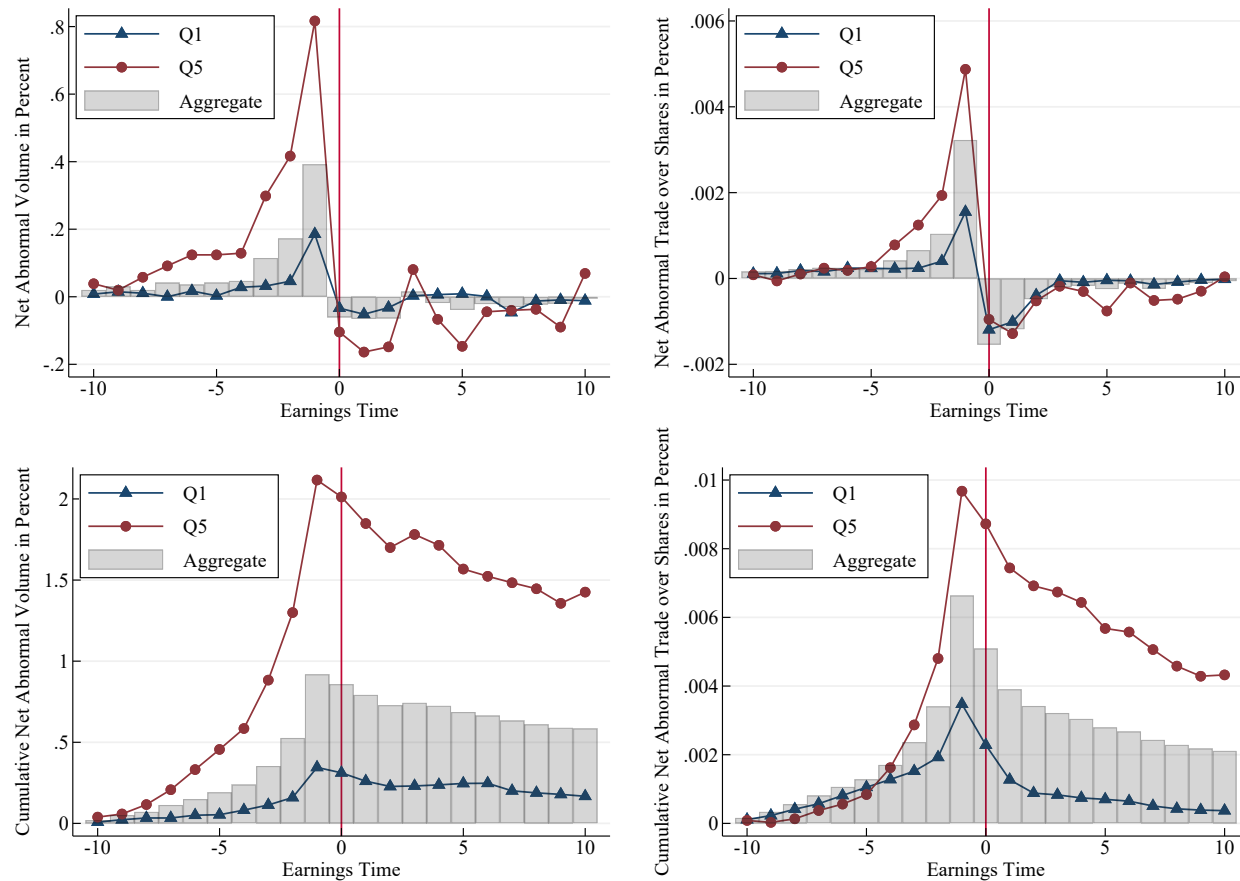 Net Abnormal Volume in Percent
.8
.6
.4
.2
0
-.2
Q1
Q5
Aggregate
-10
-5
0
5
10
Earnings Time
Net Abnormal Trade over Shares in Percent
.006
.004
.002
0
-.002
Q1
Q5
Aggregate
-10
-5
0
5
10
Earnings Time
Cumulative Net Abnormal Volume in Percent
2
1.5
1
.5
0
Q1
Q5
Aggregate
-10
-5
0
5
10
Earnings Time
Cumulative Net Abnormal Trade over Shares in Percent
.01
.008
.006
.004
.002
0
Q1
Q5
Aggregate
-10
-5
0
5
10
Earnings Time